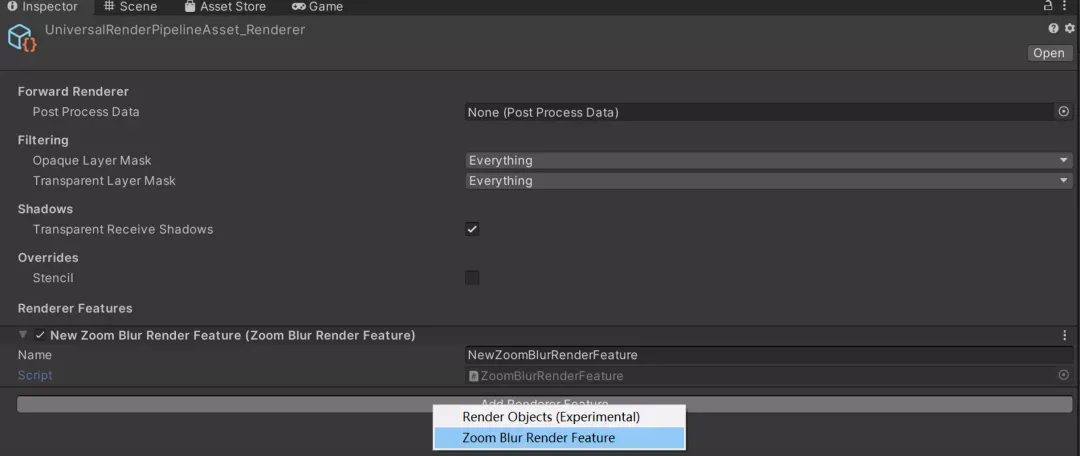 Inspector Scene Asset Store Game
UniversalRenderPipelineAsset_Renderer
Open
Forward Renderer
Post Process Data None (Post Process Data)
Filtering
Opaque Layer Mask Everything
Transparent Layer Mask Everything
Shadows
Transparent Receive Shadows
Overrides
Stencil
Renderer Features
New Zoom Blur Render Feature (Zoom Blur Render Feature)
Name NewZoomBlurRenderFeature
Script ZoomBlurRenderFeature
Add Renderer Feature
Render Objects (Experimental)
Zoom Blur Render Feature